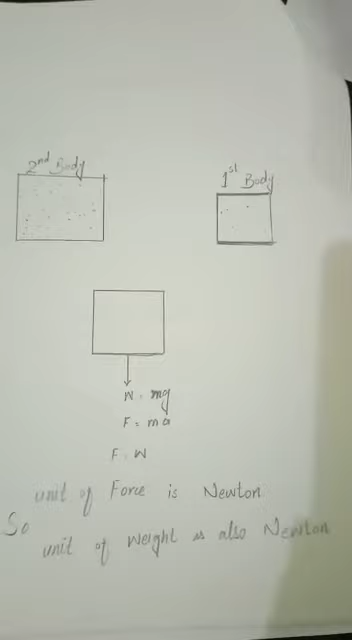 2nd Body
1st Body
W = mg
F = ma
F = W
unit of Force is Newton
So
unit of Weight is also Newton